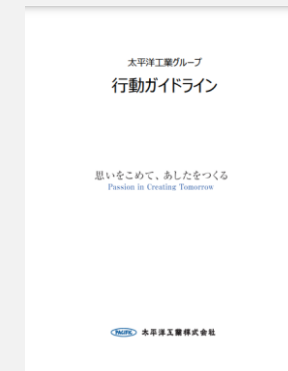 太平洋工業グループ
行動ガイドライン
思いをこめて、あしたをつくる
Passion in Creating Tomorrow
PACIFIC 太平洋工業株式会社